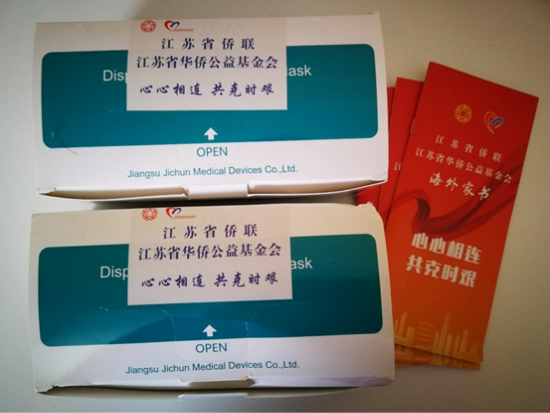 江苏省侨联
江苏省华侨公益基金会
心心相连 共克时艰
Disp ask
OPEN
Jiangsu Jichun Medical Devices Co.,Ltd.
江苏省侨联
江苏省华侨公益基金会
心心相连 共克时艰
Disp ask
OPEN
Jiangsu Jichun Medical Devices Co.,Ltd.
江苏省侨联
江苏省华侨公益基金会
海外家书
心心相连
共克时艰